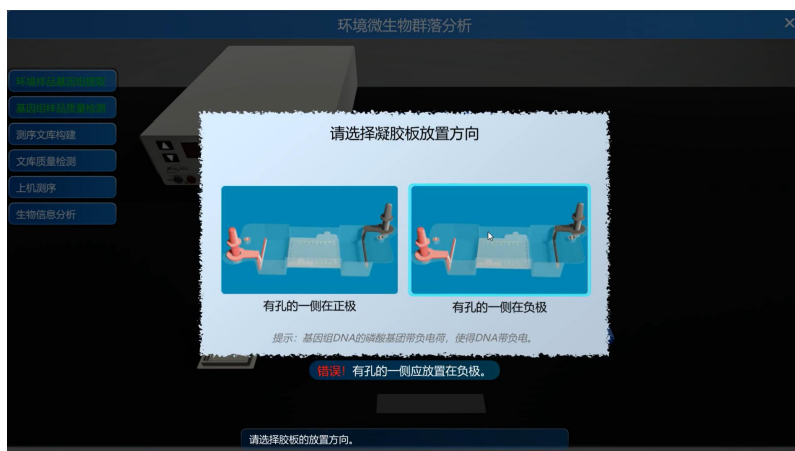 环境微生物群落分析
×
环境样品基因组提取
基因组样品质量检测
测序文库构建
文库质量检测
上机测序
生物信息分析
请选择凝胶板放置方向
有孔的一侧在正极
有孔的一侧在负极
提示：基因组DNA的磷酸基团带负电荷，使得DNA带负电。
错误！有孔的一侧应放置在负极。
请选择胶板的放置方向。